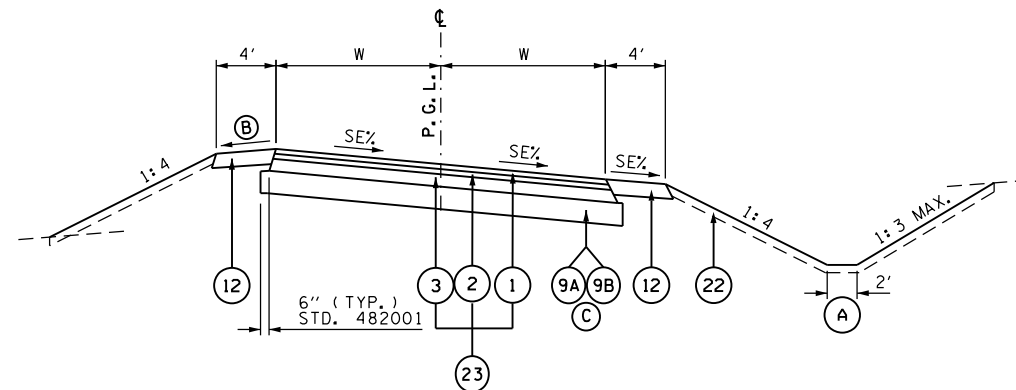 ℄
4' W W 4'
P.G.L.
B
SE% SE% SE%
1:4 1:4 1:3 MAX.
12 3 2 1 9A 9B 12 22 2'
C A
6" (TYP.)
STD. 482001
23